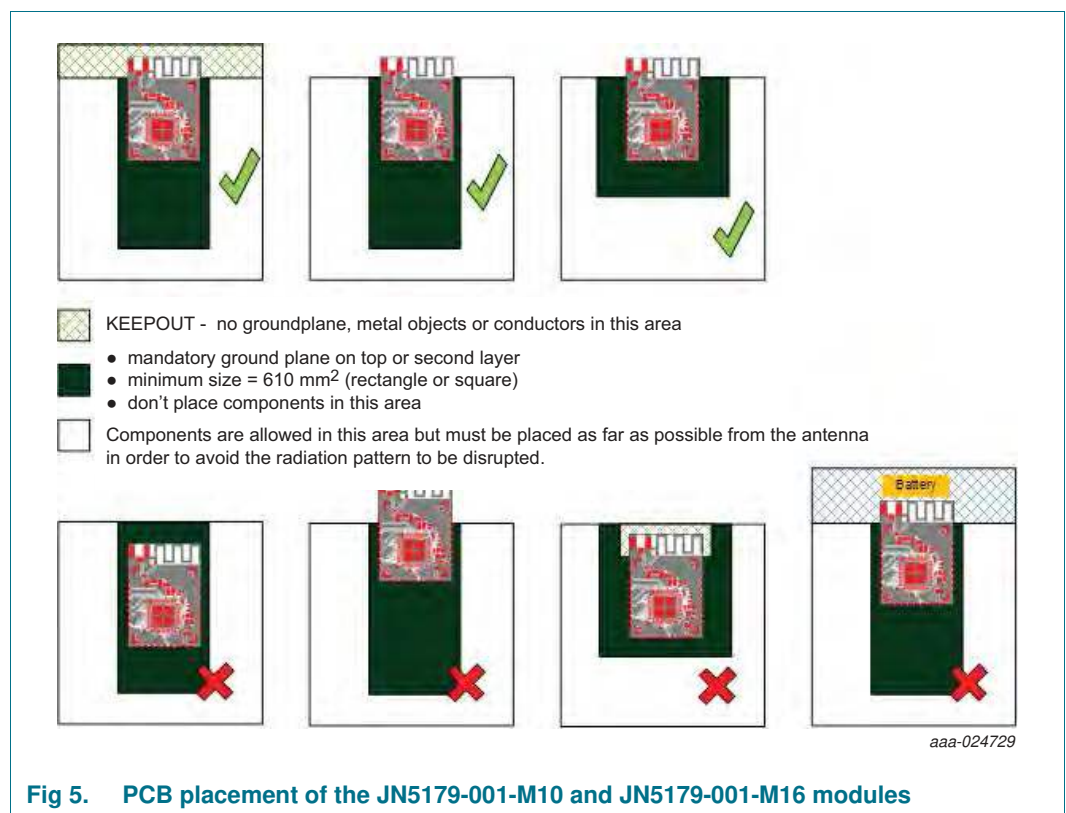 KEEPOUT - no groundplane, metal objects or conductors in this area
● mandatory ground plane on top or second layer
● minimum size = 610 mm2 (rectangle or square)
● don't place components in this area
Components are allowed in this area but must be placed as far as possible from the antenna
in order to avoid the radiation pattern to be disrupted.
Battery
aaa-024729
Fig 5. PCB placement of the JN5179-001-M10 and JN5179-001-M16 modules